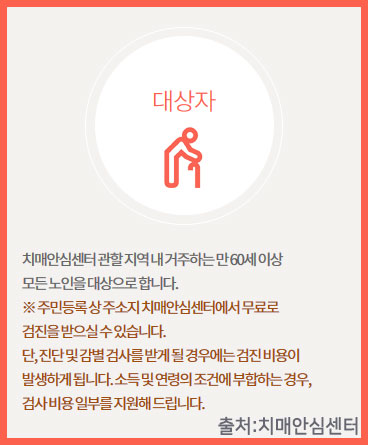 대상자
치매안심센터 관할 지역 내 거주하는 만 60세 이상
모든 노인을 대상으로 합니다.
※ 주민등록 상 주소지 치매안심센터에서 무료로
검진을 받으실 수 있습니다.
단, 진단 및 감별 검사를 받게 될 경우에는 검진 비용이
발생하게 됩니다. 소득 및 연령의 조건에 부합하는 경우,
검사 비용 일부를 지원해 드립니다.
출처:치매안심센터